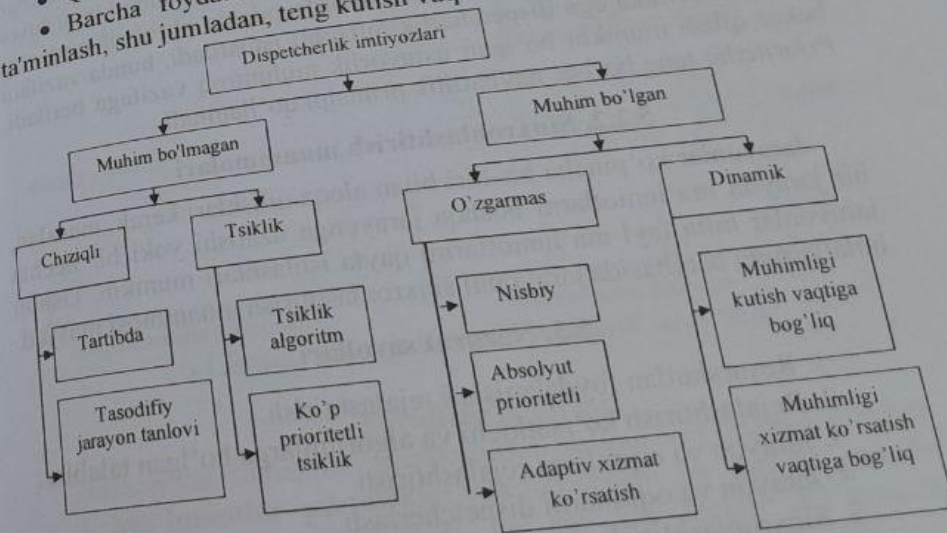 • Barcha
ta'minlash, shu jumladan, teng kutish
Dispetcherlik imtiyozlari
Muhim bo'lmagan
Muhim bo`lgan
Chiziqli
Tsiklik
O`zgarmas
Dinamik
Tartibda
Tasodifiy
jarayon tanlovi
Tsiklik
algoritm
Ko`p
prioritetli
tsiklik
Nisbiy
Absolyut
prioritetli
Adaptiv xizmat
ko`rsatish
Muhimligi
kutish vaqtiga
bog`liq
Muhimligi
xizmat ko`rsatish
vaqtiga bog`liq